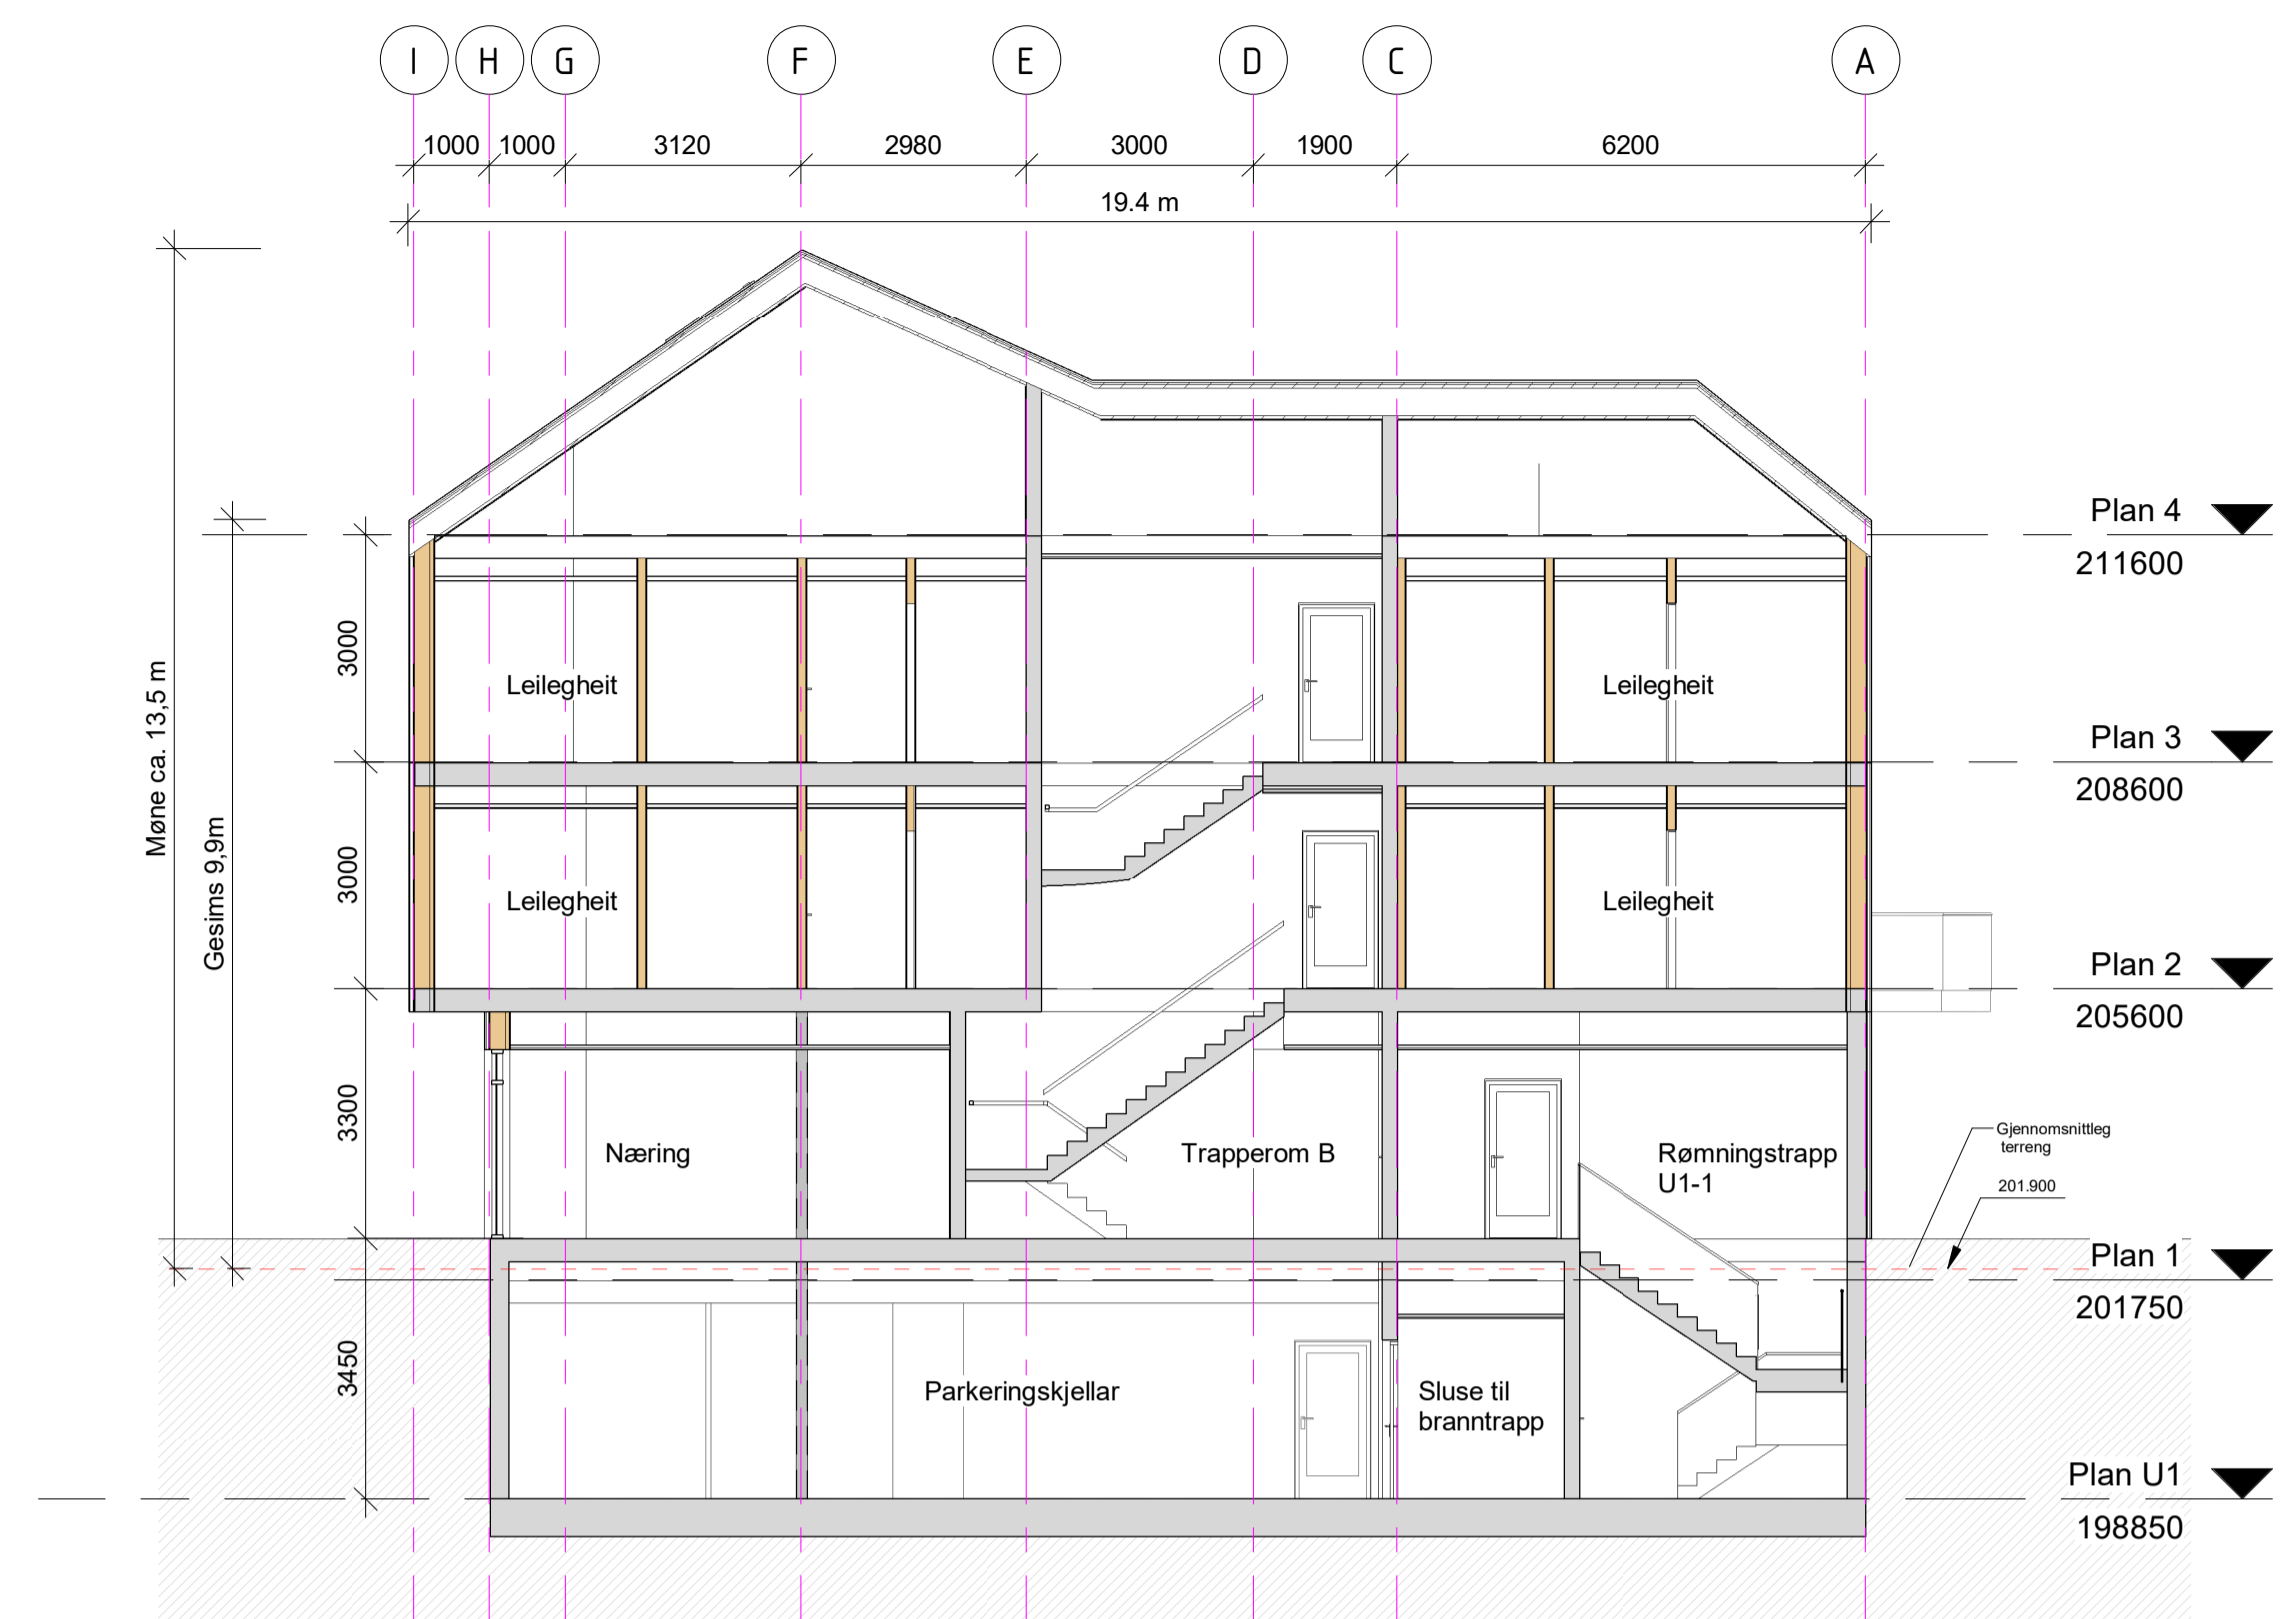 I H G F E D C A
1000 1000 3120 2980 3000 1900 6200
19.4 m
Plan 4
211600
3000
Leilegheit Leilegheit
Møne ca. 13,5 m
Plan 3
208600
Gesims 9,9m
3000
Leilegheit Leilegheit
Plan 2
205600
3300
Næring Trapperom B Rømningstrapp
U1-1
Gjennomsnittleg
terreng
201.900
Plan 1
201750
3450
Parkeringskjellar Sluse til
branntrapp
Plan U1
198850